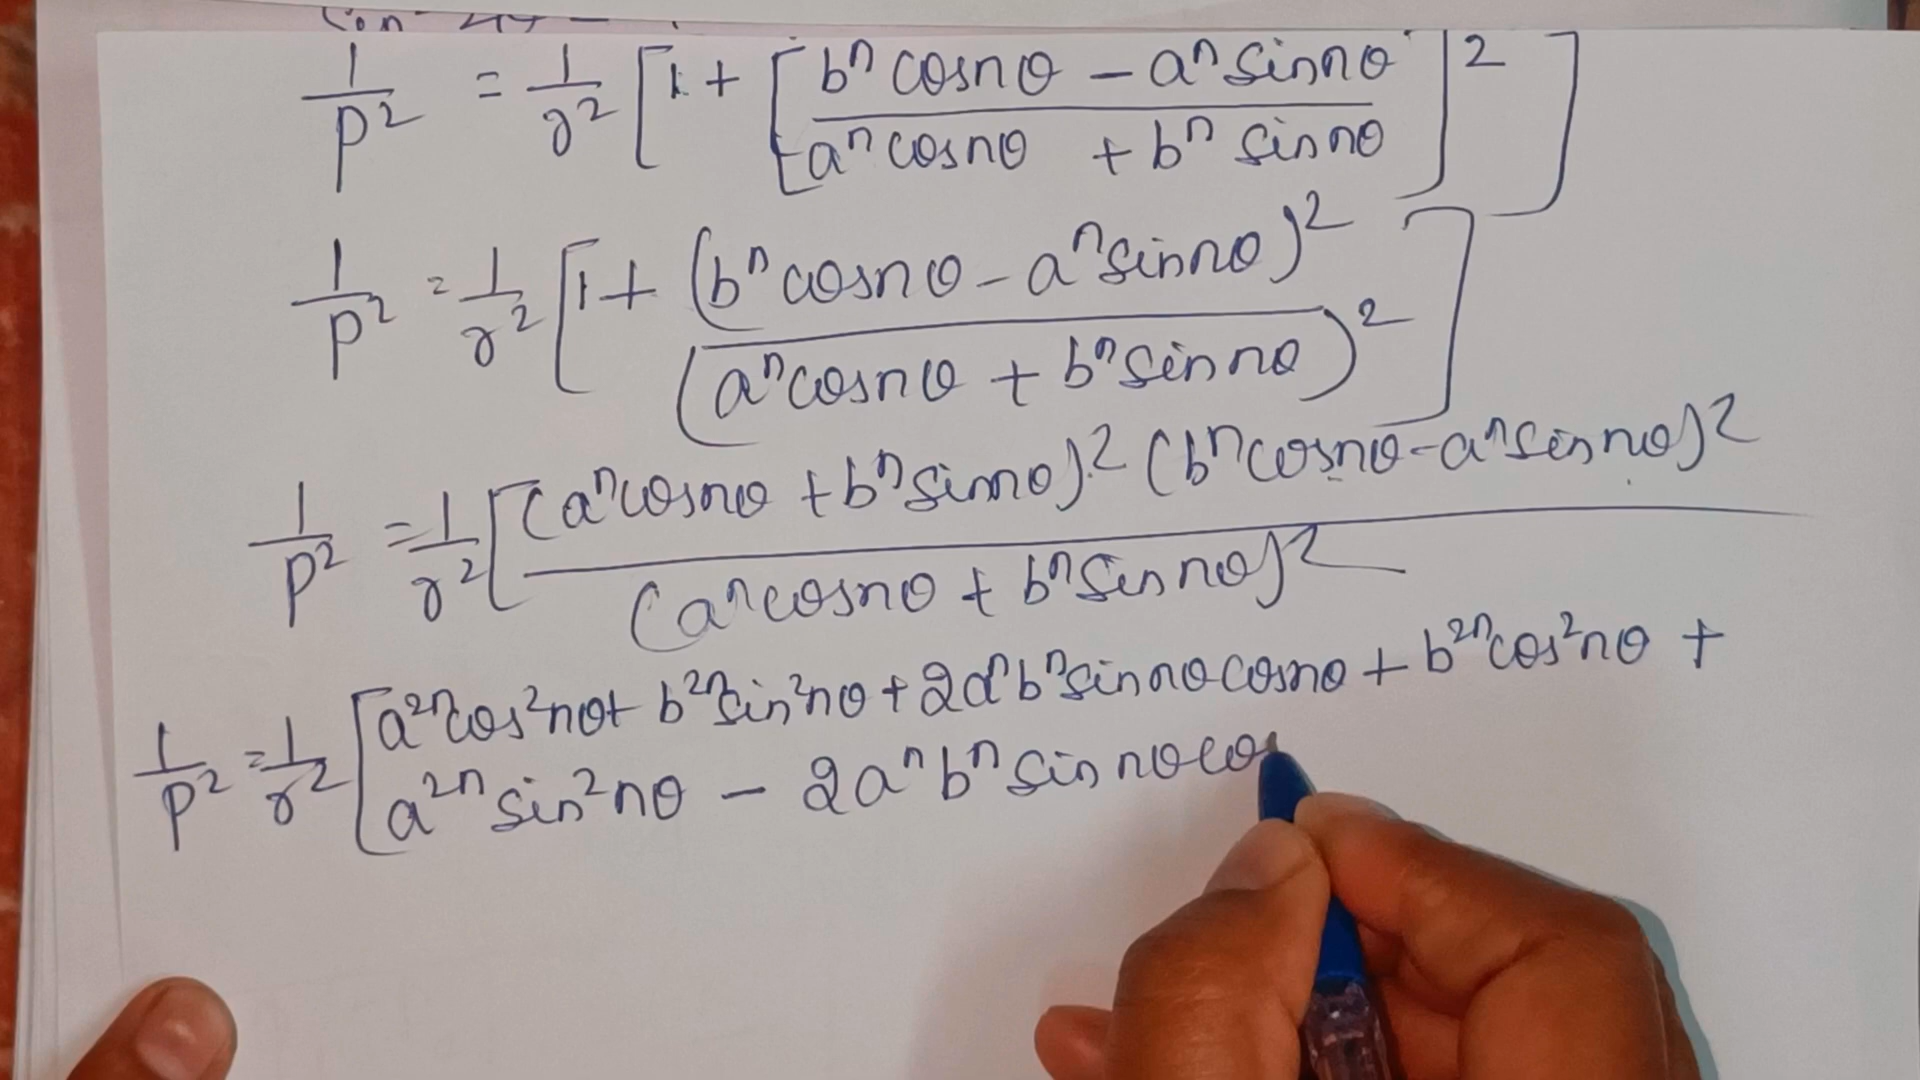 1/p² = 1/r² [1 + [bⁿ cosnθ - aⁿ sinnθ / aⁿ cosnθ + bⁿ sinnθ]²]
1/p² = 1/r² [1 + (bⁿ cosnθ - aⁿ sinnθ)² / (aⁿ cosnθ + bⁿ sinnθ)²]
1/p² = 1/r² [(aⁿ cosnθ + bⁿ sinnθ)² (bⁿ cosnθ - aⁿ sinnθ)² / (aⁿ cosnθ + bⁿ sinnθ)²
1/p² = 1/r² [a²ⁿ cos²nθ + b²ⁿ sin²nθ + 2aⁿbⁿ sinnθ cosnθ + b²ⁿ cos²nθ +
a²ⁿ sin²nθ - 2aⁿ bⁿ sin nθ co